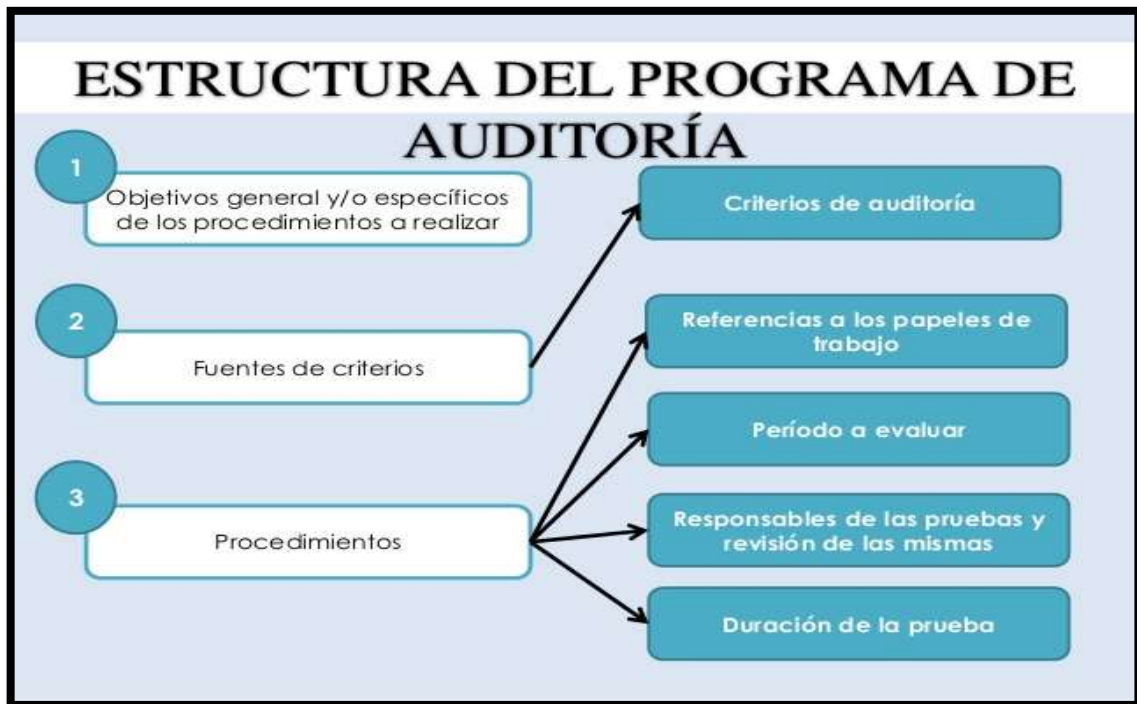 ESTRUCTURA DEL PROGRAMA DE
AUDITORÍA
1
Objetivos general y/o específicos
de los procedimientos a realizar
Criterios de auditoría
2
Fuentes de criterios
Referencias a los papeles de
trabajo
Período a evaluar
3
Procedimientos
Responsables de las pruebas y
revisión de las mismas
Duración de la prueba